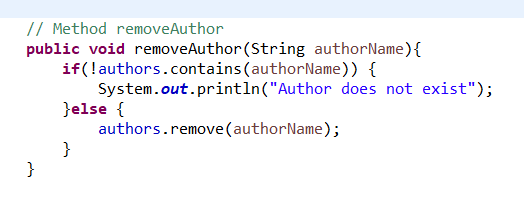 // Method removeAuthor
public void removeAuthor(String authorName){
    if(!authors.contains(authorName)) {
        System.out.println("Author does not exist");
    }else {
        authors.remove(authorName);
    }
}